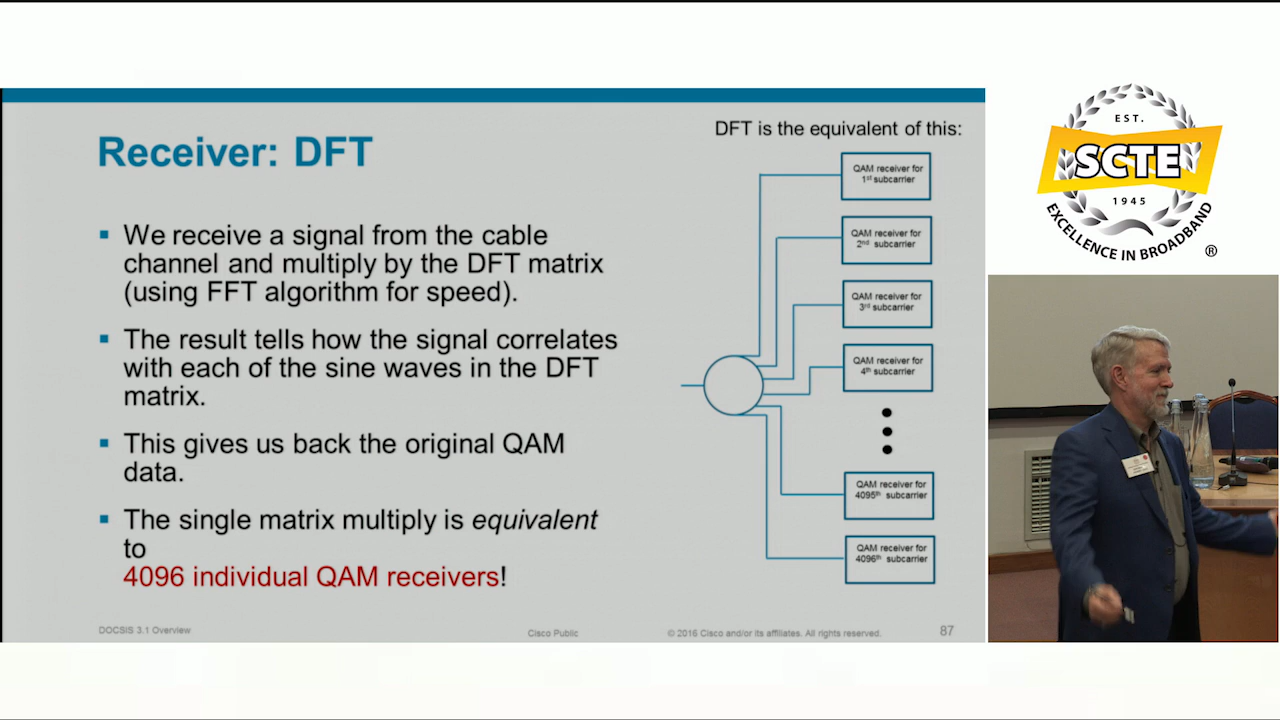 Receiver: DFT
We receive a signal from the cable
channel and multiply by the DFT matrix
(using FFT algorithm for speed).
The result tells how the signal correlates
with each of the sine waves in the DFT
matrix.
This gives us back the original QAM
data.
The single matrix multiply is equivalent
to
4096 individual QAM receivers!
DFT is the equivalent of this:
QAM receiver for
1st subcarrier
QAM receiver for
2nd subcarrier
QAM receiver for
3rd subcarrier
QAM receiver for
4th subcarrier
QAM receiver for
4095th subcarrier
QAM receiver for
4096th subcarrier
DOCSIS 3.1 Overview
Cisco Public
© 2016 Cisco and/or its affiliates. All rights reserved.
87
EST.
SCTE
1945
EXCELLENCE IN BROADBAND
®